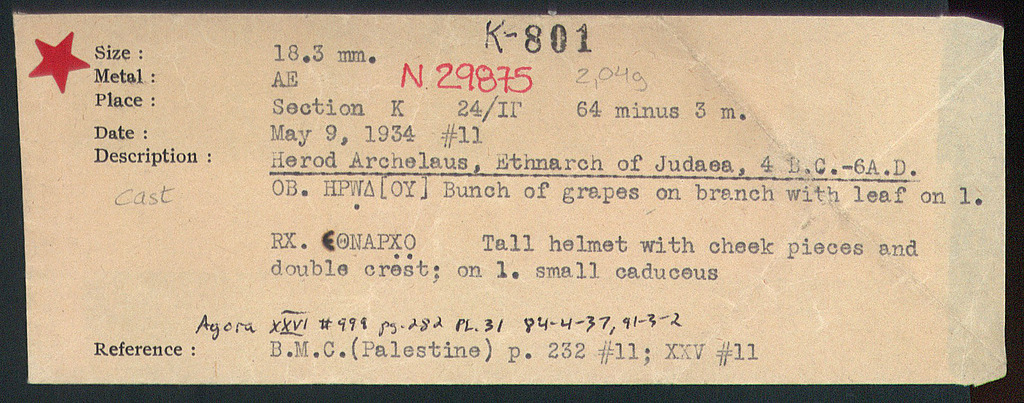 K-801
Size : 18.3 mm.
Metal : AE N. 29875 2,04g
Place : Section K 24/ΙΓ 64 minus 3 m.
Date : May 9, 1934 #11
Description : Herod Archelaus, Ethnarch of Judaea, 4 B.C.-6A.D.
Cast OB. HPWΔ[OY] Bunch of grapes on branch with leaf on l.
RX. ЄΘNAPXO Tall helmet with cheek pieces and
double crest; on l. small caduceus
Agora XXVI #999 pg. 282 PL. 31 84-4-37, 91-3-2
Reference : B.M.C.(Palestine) p. 232 #11; XXV #11